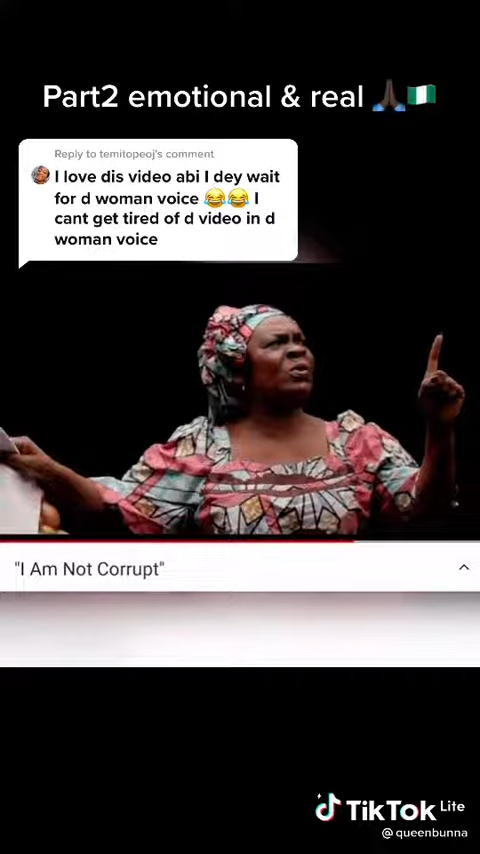 Part2 emotional & real 🙏🏿🇳🇬
Reply to temitopeoj's comment
I love dis video abi I dey wait
for d woman voice 😂😂 I
cant get tired of d video in d
woman voice
"I Am Not Corrupt"
TikTok Lite
@queenbunna